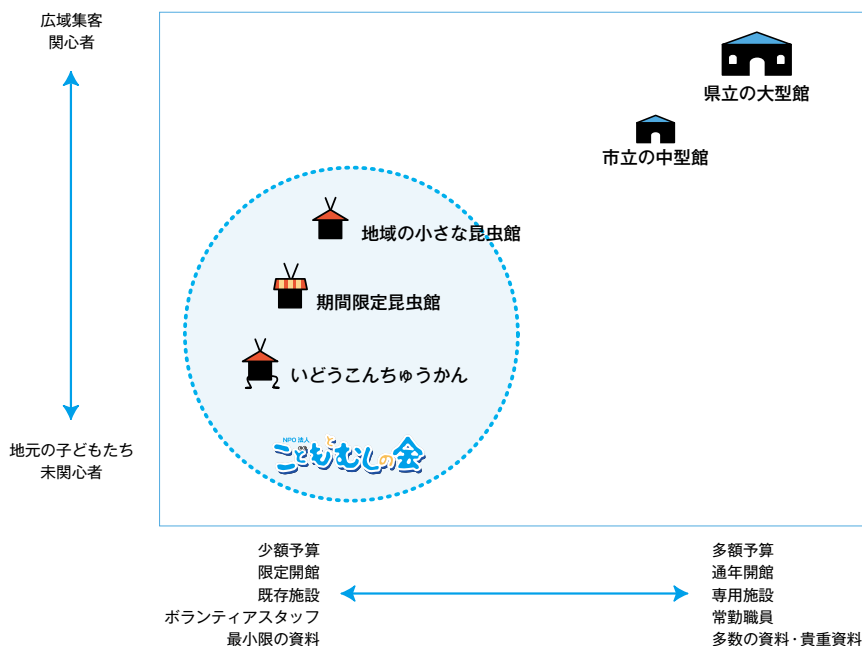 広域集客
関心者
県立の大型館
市立の中型館
地域の小さな昆虫館
期間限定昆虫館
いどうこんちゅうかん
NPO法人
こどもとむしの会
地元の子どもたち
未関心者
少額予算
限定開館
既存施設
ボランティアスタッフ
最小限の資料
多額予算
通年開館
専用施設
常勤職員
多数の資料・貴重資料